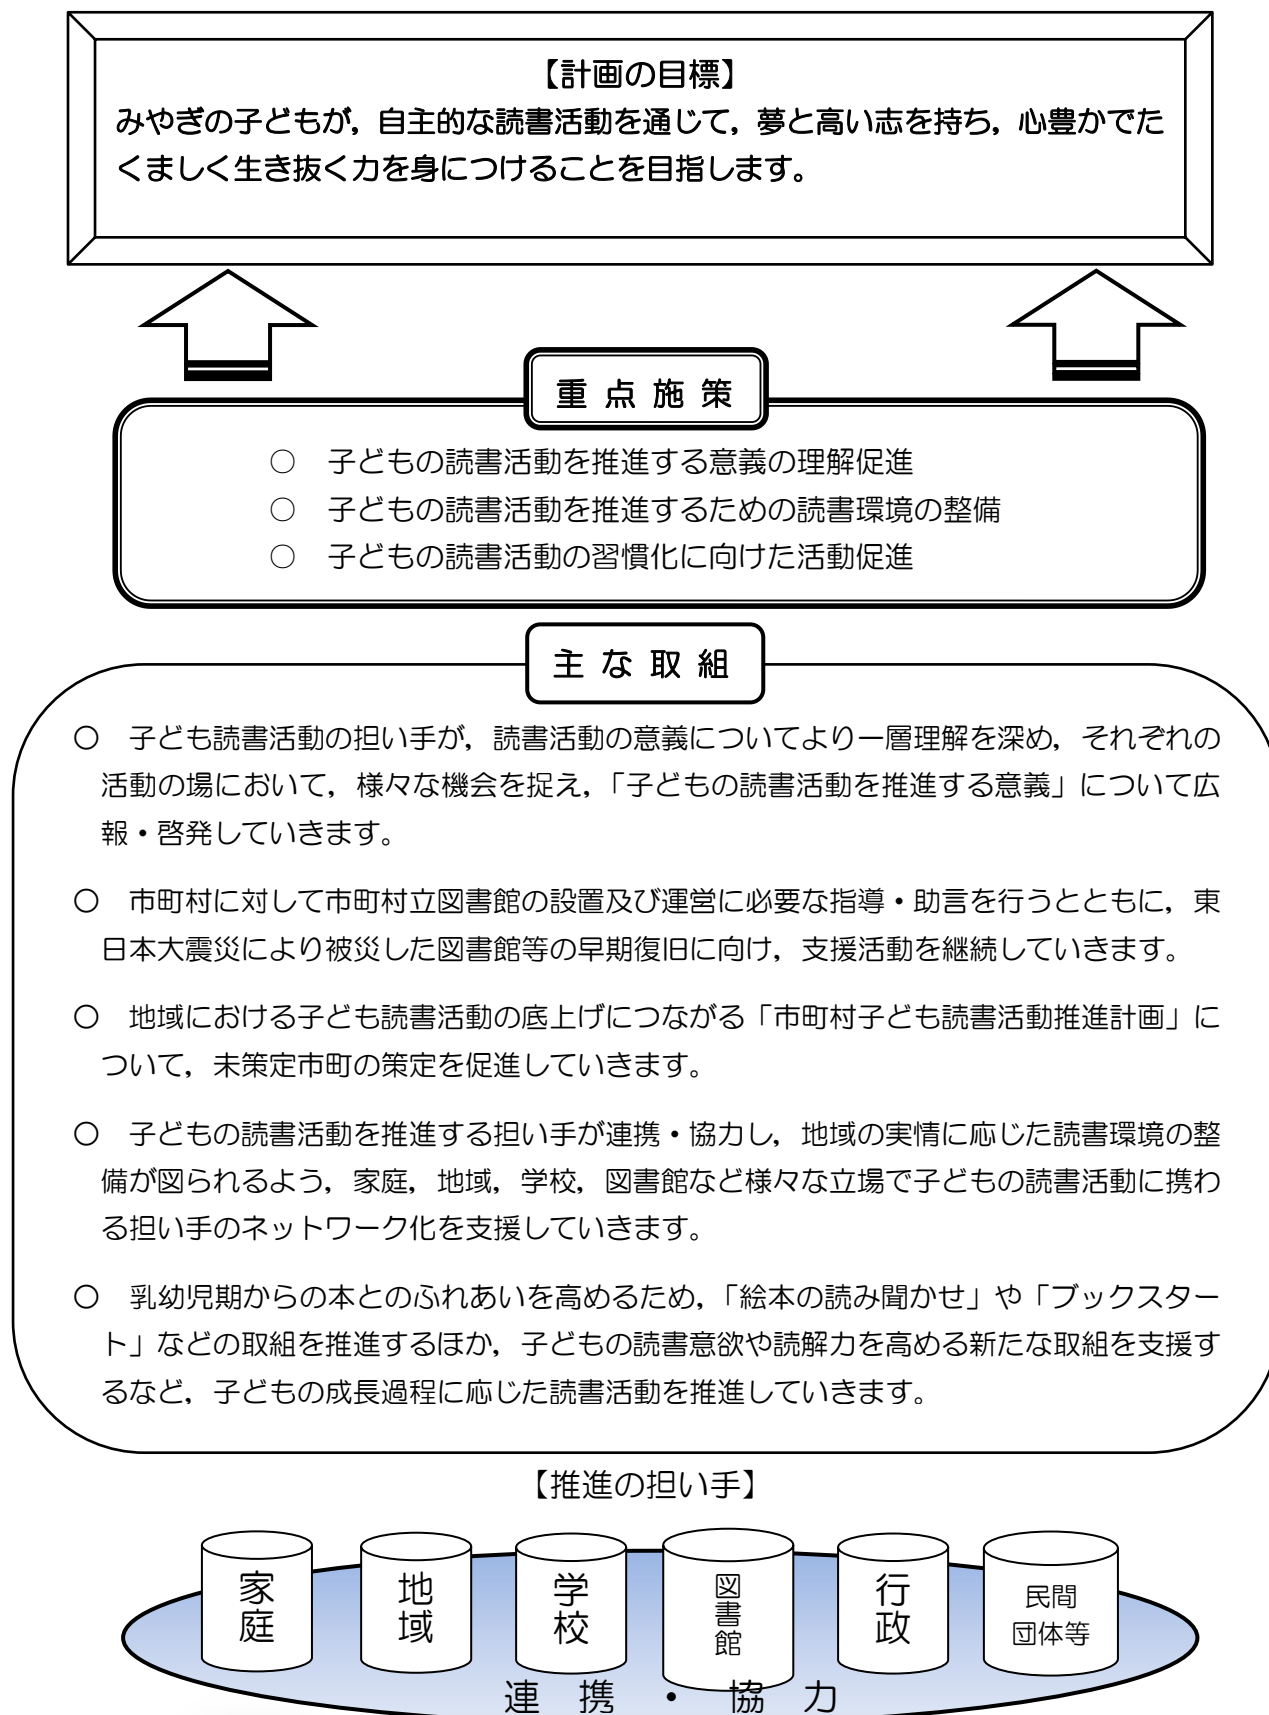 【計画の目標】
みやぎの子どもが，自主的な読書活動を通じて，夢と高い志を持ち，心豊かでた
くましく生き抜く力を身につけることを目指します。
重 点 施 策
○　子どもの読書活動を推進する意義の理解促進
○　子どもの読書活動を推進するための読書環境の整備
○　子どもの読書活動の習慣化に向けた活動促進
主 な 取 組
○　子ども読書活動の担い手が，読書活動の意義についてより一層理解を深め，それぞれの
活動の場において，様々な機会を捉え，「子どもの読書活動を推進する意義」について広
報・啓発していきます。
○　市町村に対して市町村立図書館の設置及び運営に必要な指導・助言を行うとともに，東
日本大震災により被災した図書館等の早期復旧に向け，支援活動を継続していきます。
○　地域における子ども読書活動の底上げにつながる「市町村子ども読書活動推進計画」に
ついて，未策定市町の策定を促進していきます。
○　子どもの読書活動を推進する担い手が連携・協力し，地域の実情に応じた読書環境の整
備が図られるよう，家庭，地域，学校，図書館など様々な立場で子どもの読書活動に携わ
る担い手のネットワーク化を支援していきます。
○　乳幼児期からの本とのふれあいを高めるため，「絵本の読み聞かせ」や「ブックスター
ト」などの取組を推進するほか，子どもの読書意欲や読解力を高める新たな取組を支援す
るなど，子どもの成長過程に応じた読書活動を推進していきます。
【推進の担い手】
家庭
地域
学校
図書館
行政
民間
団体等
連　携　・　協　力